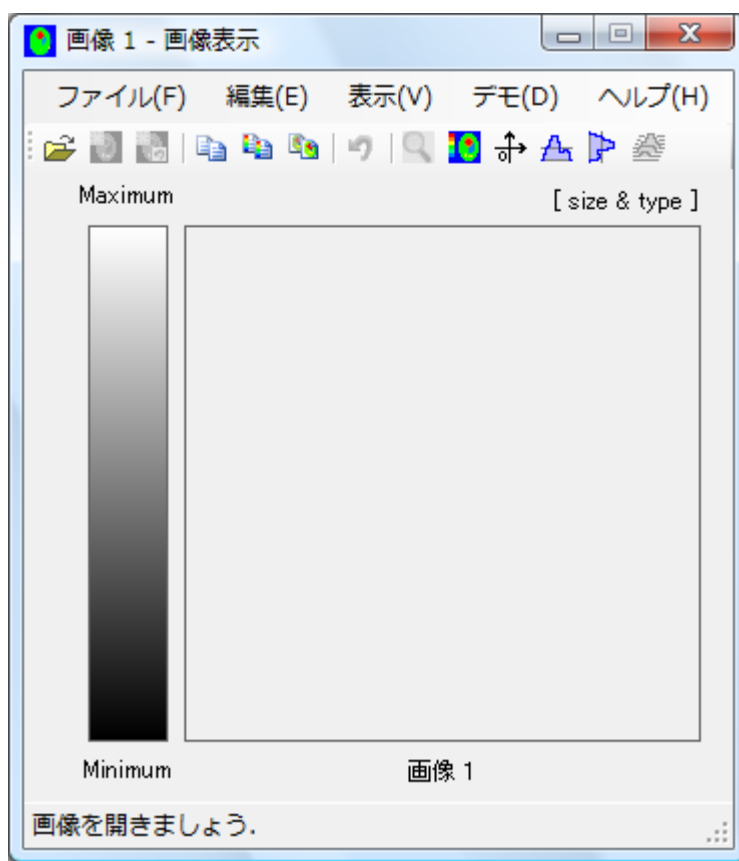 画像 1 - 画像表示
ファイル(F) 編集(E) 表示(V) デモ(D) ヘルプ(H)
Maximum [ size & type ]
Minimum 画像 1
画像を開きましょう.